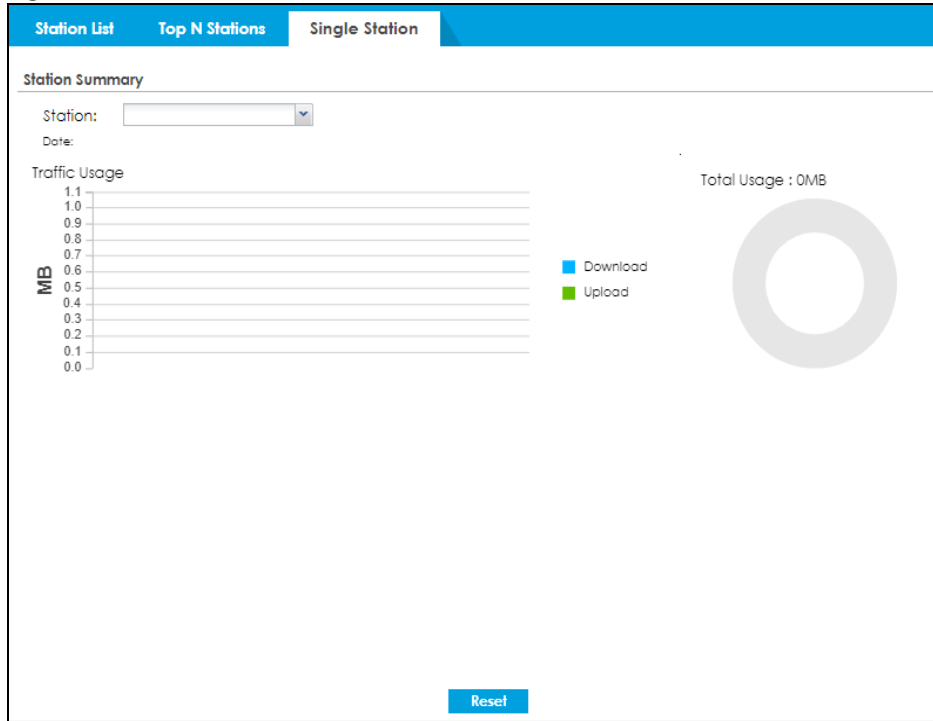 Station List Top N Stations Single Station
Station Summary
Station:
Date:
Traffic Usage
Total Usage : 0MB
1.1
1.0
0.9
0.8
0.7
0.6
0.5
0.4
0.3
0.2
0.1
0.0
MB
Download
Upload
Reset